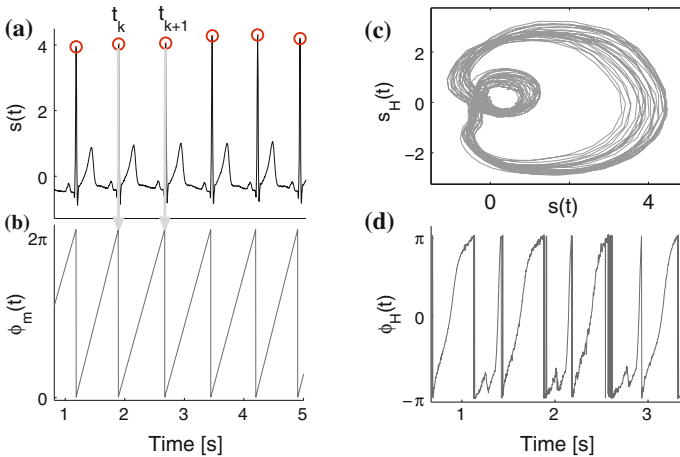 (a)
t_k
t_{k+1}
4
2
0
s(t)
(b)
2π
0
ϕ_m(t)
1 2 3 4 5
Time [s]
(c)
2
0
−2
s_H(t)
0 4
s(t)
(d)
π
0
−π
ϕ_H(t)
1 2 3
Time [s]